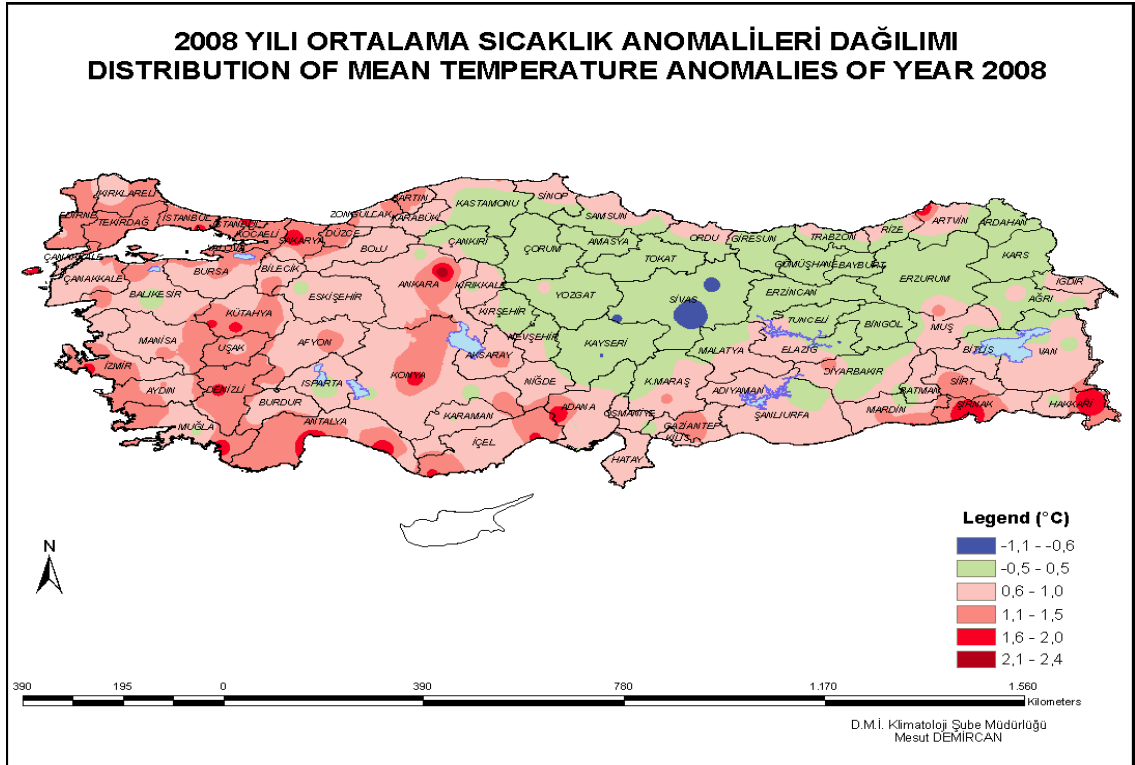 2008 YILI ORTALAMA SICAKLIK ANOMALİLERİ DAĞILIMI
DISTRIBUTION OF MEAN TEMPERATURE ANOMALIES OF YEAR 2008
KIRKLARELİ
EDİRNE
TEKİRDAĞ
İSTANBUL
İSTANBUL
KOCAELİ
YALOVA
SAKARYA
DÜZCE
ZONGULDAK
BARTIN
KARABÜK
KASTAMONU
SİNOP
SAMSUN
ORDU
GİRESUN
TRABZON
RİZE
ARTVİN
ARDAHAN
ÇANAKKALE
ÇANAKKALE
BALIKESİR
BURSA
BİLECİK
BOLU
ÇANKIRI
ÇORUM
AMASYA
TOKAT
GÜMÜŞHANE
BAYBURT
ERZURUM
KARS
IĞDIR
AĞRI
KÜTAHYA
ESKİŞEHİR
ANKARA
KIRIKKALE
KIRŞEHİR
YOZGAT
SİVAS
ERZİNCAN
TUNCELİ
BİNGÖL
MUŞ
BİTLİS
VAN
MANİSA
UŞAK
AFYON
İZMİR
AYDIN
DENİZLİ
ISPARTA
BURDUR
KONYA
AKSARAY
NEVŞEHİR
KAYSERİ
NİĞDE
MALATYA
ELAZIĞ
DİYARBAKIR
BATMAN
SİİRT
ŞIRNAK
HAKKARİ
MUĞLA
ANTALYA
KARAMAN
İÇEL
ADANA
OSMANİYE
K.MARAŞ
ADIYAMAN
GAZİANTEP
KİLİS
ŞANLIURFA
MARDİN
HATAY
N
Legend (°C)
-1,1 - -0,6
-0,5 - 0,5
0,6 - 1,0
1,1 - 1,5
1,6 - 2,0
2,1 - 2,4
390 195 0 390 780 1.170 1.560
Kilometers
D.M.İ. Klimatoloji Şube Müdürlüğü
Mesut DEMİRCAN